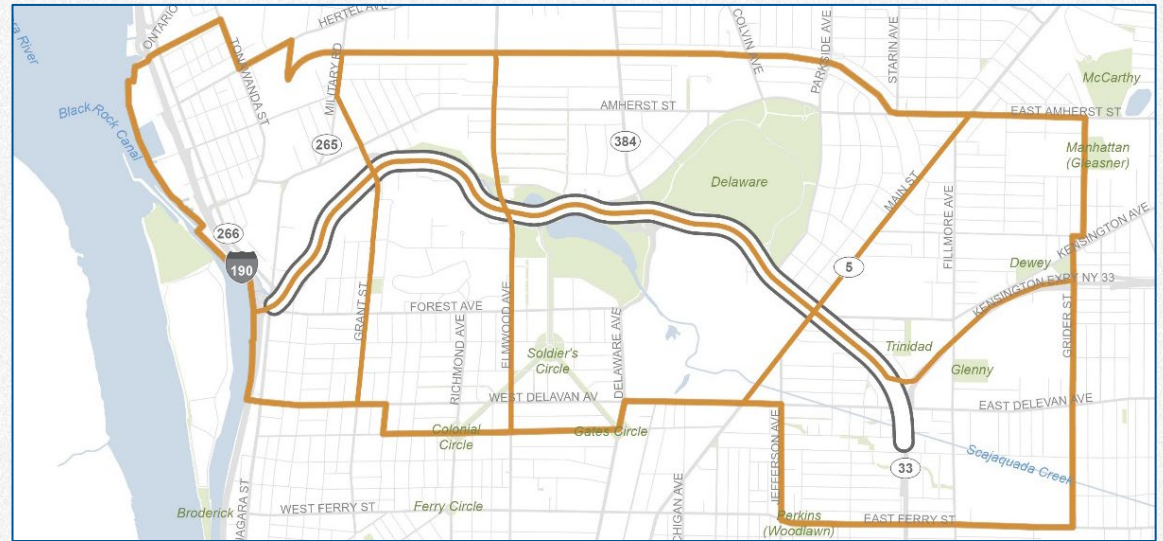 ONTARIO
HERTEL AVE
ra River
TONAWANDA ST
MILITARY RD
COLVIN AVE
PARKSIDE AVE
STARIN AVE
McCarthy
Black Rock Canal
AMHERST ST
EAST AMHERST ST
265
384
Manhattan
(Gleasner)
Delaware
MAIN ST
FILLMORE AVE
KENSINGTON AVE
266
190
5
Dewey
KENSINGTON EXPY NY 33
GRANT ST
FOREST AVE
RICHMOND AVE
ELMWOOD AVE
DELAWARE AVE
GRIDER ST
Soldier's
Circle
Trinidad
Glenny
WEST DELAVAN AV
EAST DELEVAN AVE
Colonial
Circle
Gates Circle
JEFFERSON AVE
Scajaquada Creek
33
Broderick
NIAGARA ST
WEST FERRY ST
Ferry Circle
CHIGAN AVE
Perkins
(Woodlawn)
EAST FERRY ST